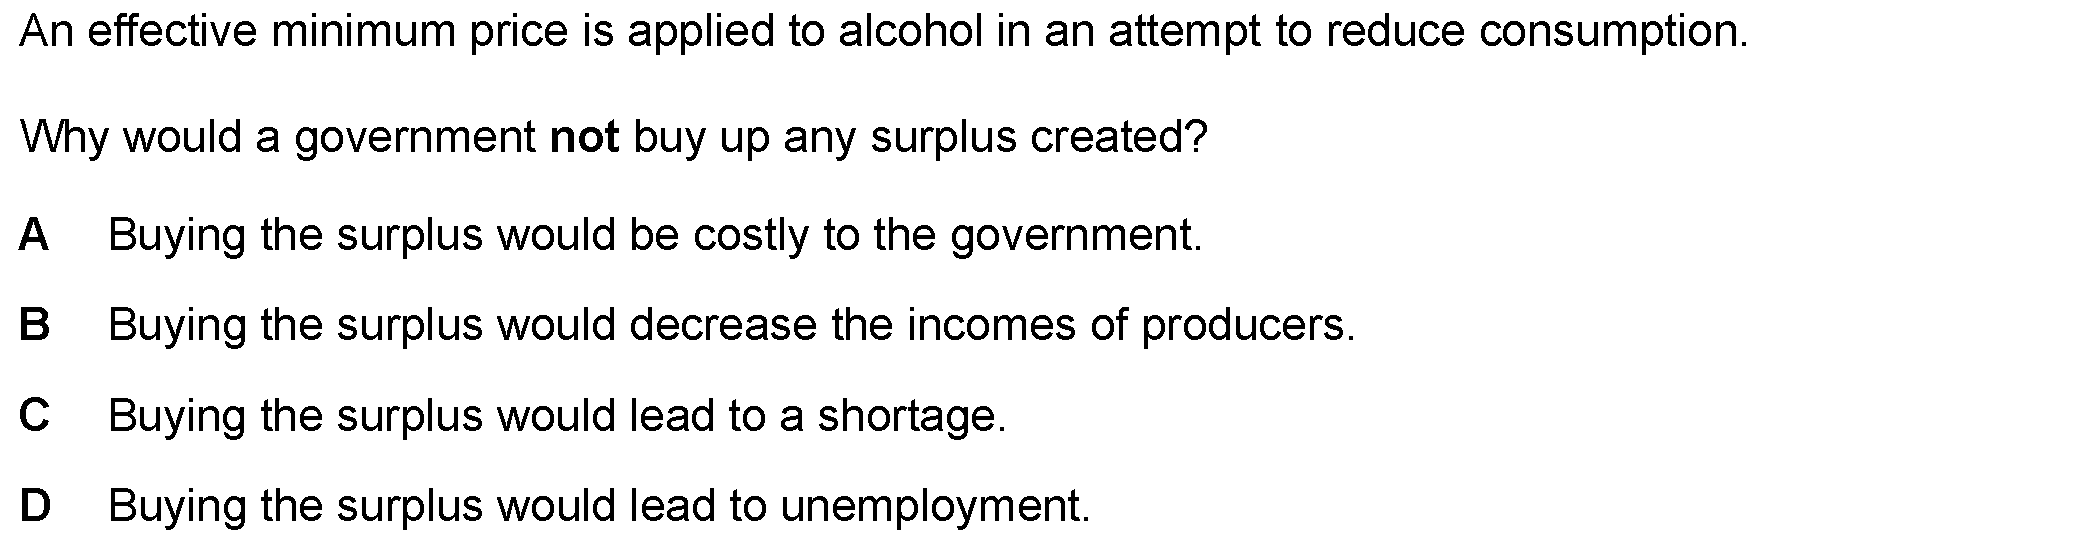 An effective minimum price is applied to alcohol in an attempt to reduce consumption.
Why would a government not buy up any surplus created?
A Buying the surplus would be costly to the government.
B Buying the surplus would decrease the incomes of producers.
C Buying the surplus would lead to a shortage.
D Buying the surplus would lead to unemployment.